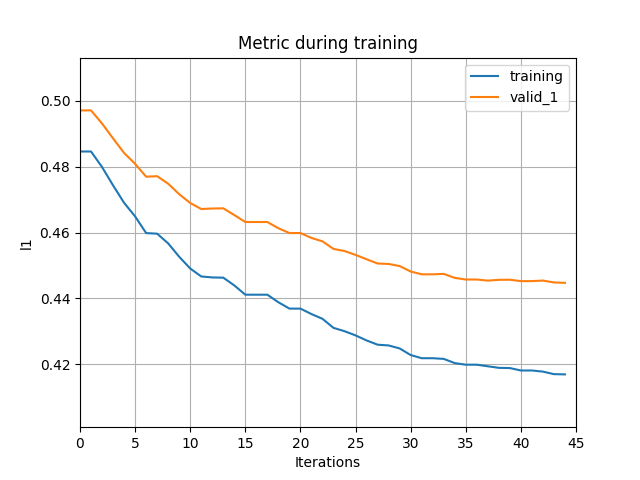 Metric during training
training
valid_1
0.50
0.48
0.46
0.44
0.42
l1
0 5 10 15 20 25 30 35 40 45
Iterations